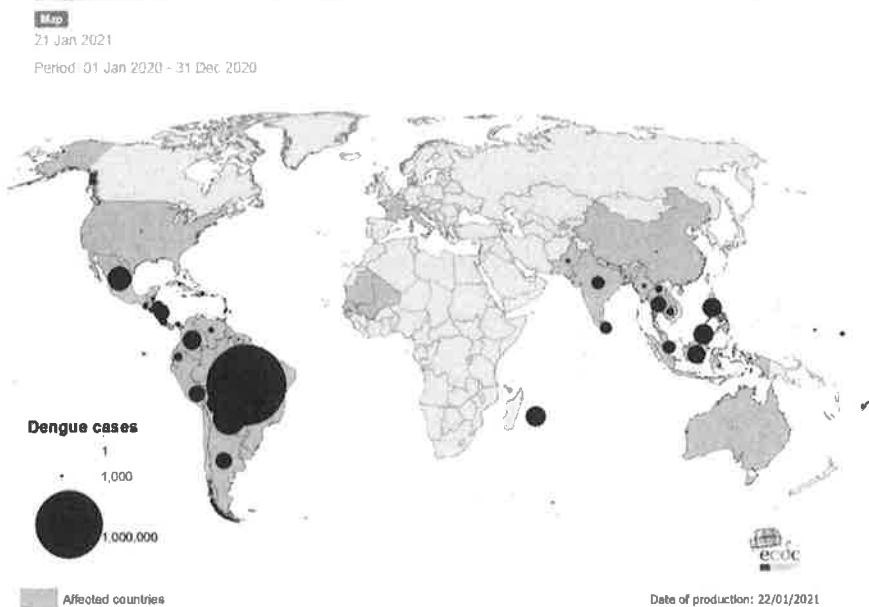 Map
21 Jan 2021
Period: 01 Jan 2020 - 31 Dec 2020
Dengue cases
1
1,000
1,000,000
Affected countries
ecdc
Date of production: 22/01/2021